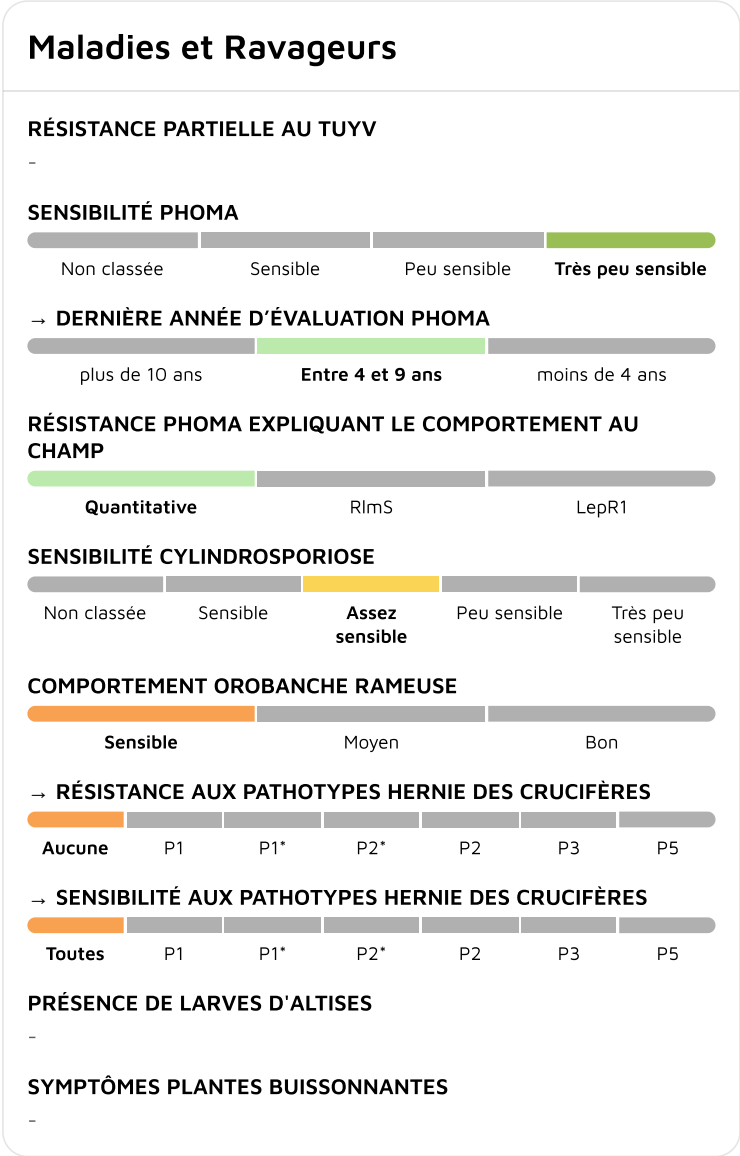 Maladies et Ravageurs
RÉSISTANCE PARTIELLE AU TUYV
-
SENSIBILITÉ PHOMA
Non classée Sensible Peu sensible Très peu sensible
→ DERNIÈRE ANNÉE D’ÉVALUATION PHOMA
plus de 10 ans Entre 4 et 9 ans moins de 4 ans
RÉSISTANCE PHOMA EXPLIQUANT LE COMPORTEMENT AU
CHAMP
Quantitative RlmS LepR1
SENSIBILITÉ CYLINDROSPORIOSE
Non classée Sensible Assez Peu sensible Très peu
sensible sensible
COMPORTEMENT OROBANCHE RAMEUSE
Sensible Moyen Bon
→ RÉSISTANCE AUX PATHOTYPES HERNIE DES CRUCIFÈRES
Aucune P1 P1* P2* P2 P3 P5
→ SENSIBILITÉ AUX PATHOTYPES HERNIE DES CRUCIFÈRES
Toutes P1 P1* P2* P2 P3 P5
PRÉSENCE DE LARVES D'ALTISES
-
SYMPTÔMES PLANTES BUISSONNANTES
-